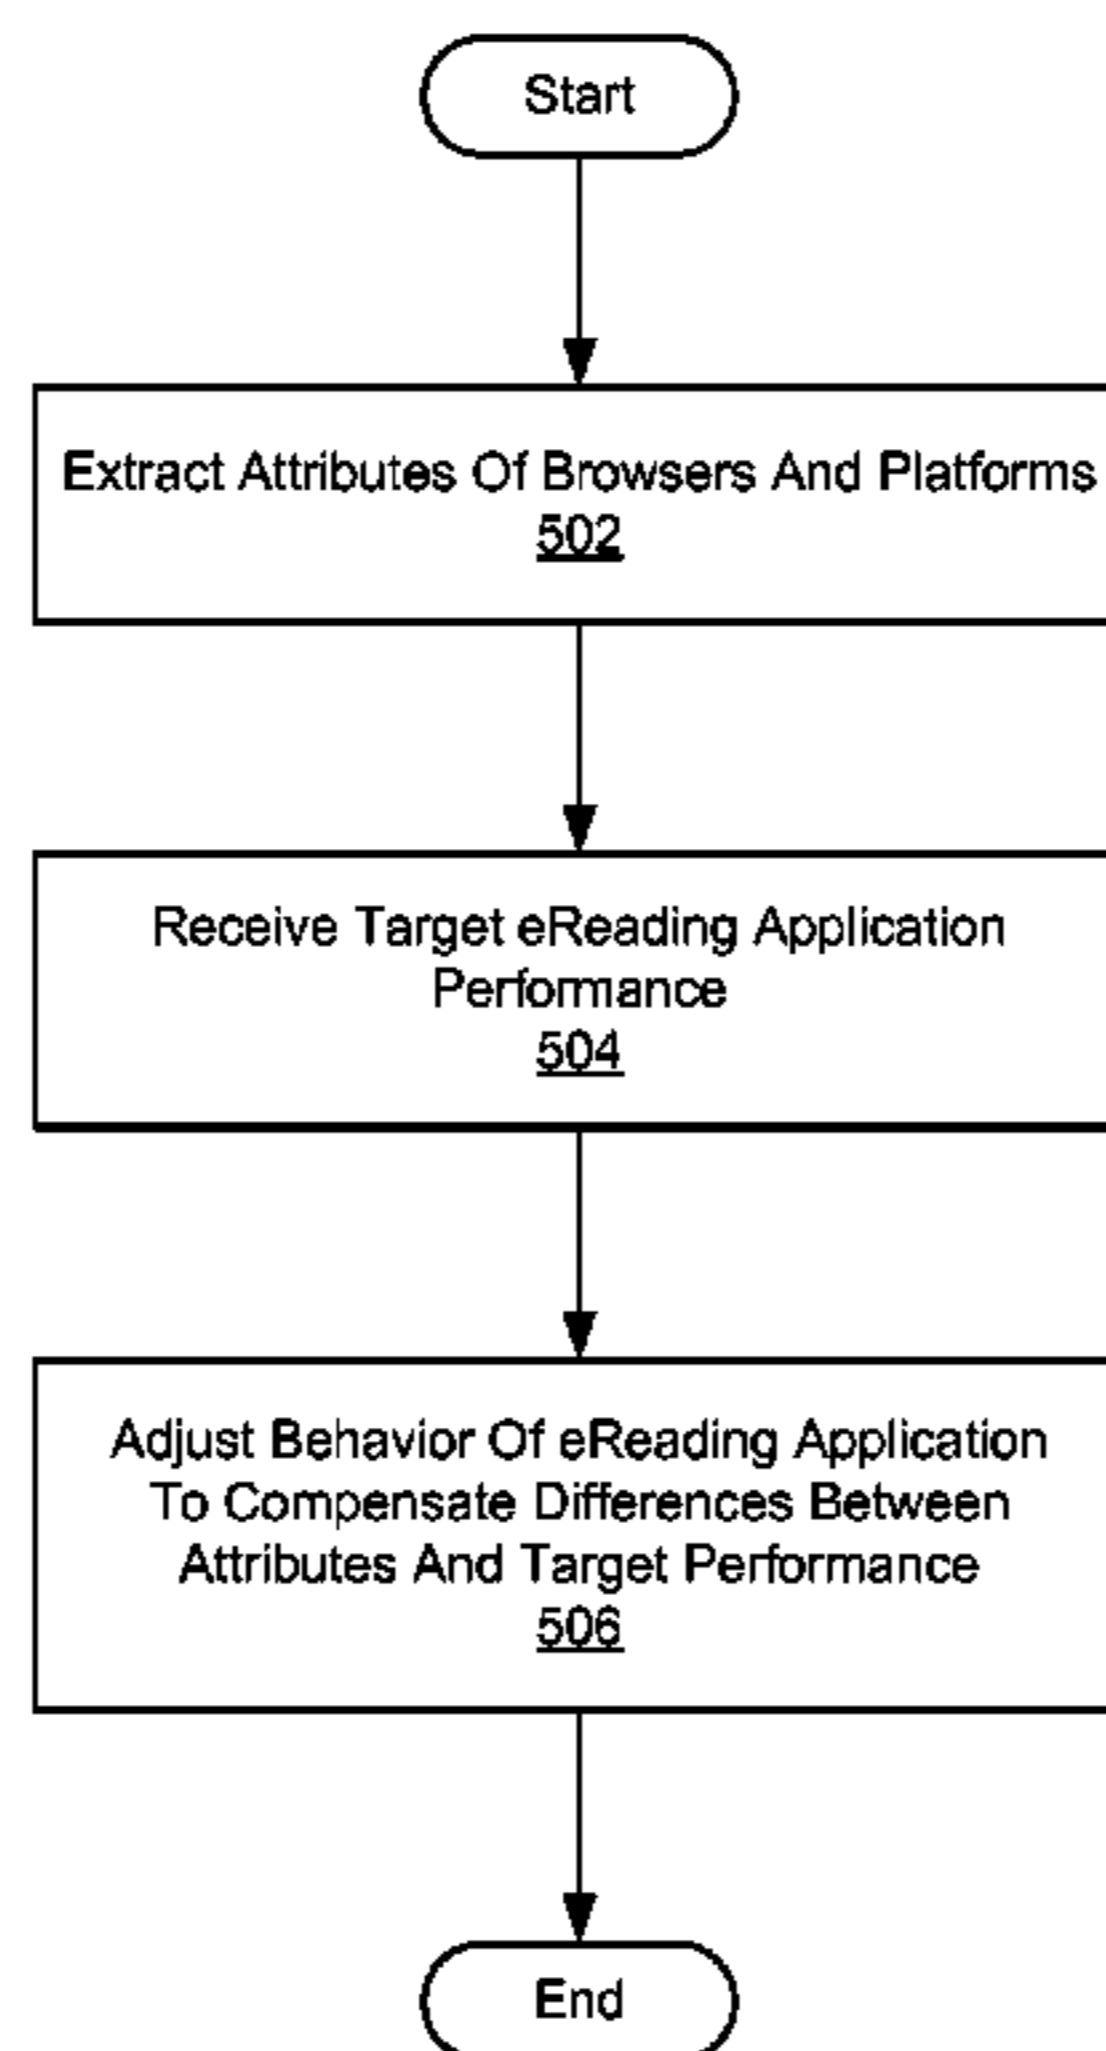 Start
Extract Attributes Of Browsers And Platforms
502
Receive Target eReading Application
Performance
504
Adjust Behavior Of eReading Application
To Compensate Differences Between
Attributes And Target Performance
506
End